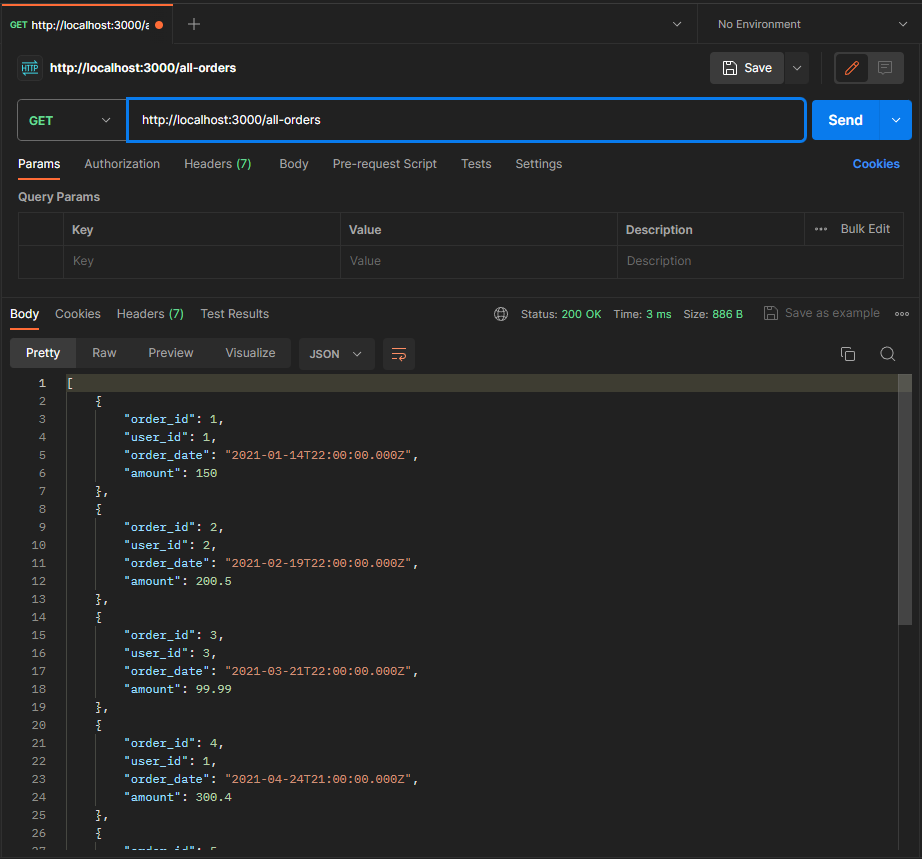 GET http://localhost:3000/a
No Environment
HTTP http://localhost:3000/all-orders
Save
GET http://localhost:3000/all-orders Send
Params Authorization Headers (7) Body Pre-request Script Tests Settings Cookies
Query Params
Key Value Description Bulk Edit
Key Value Description
Body Cookies Headers (7) Test Results Status: 200 OK Time: 3 ms Size: 886 B Save as example
Pretty Raw Preview Visualize JSON
1 [
2 {
3 "order_id": 1,
4 "user_id": 1,
5 "order_date": "2021-01-14T22:00:00.000Z",
6 "amount": 150
7 },
8 {
9 "order_id": 2,
10 "user_id": 2,
11 "order_date": "2021-02-19T22:00:00.000Z",
12 "amount": 200.5
13 },
14 {
15 "order_id": 3,
16 "user_id": 3,
17 "order_date": "2021-03-21T22:00:00.000Z",
18 "amount": 99.99
19 },
20 {
21 "order_id": 4,
22 "user_id": 1,
23 "order_date": "2021-04-24T21:00:00.000Z",
24 "amount": 300.4
25 },
26 {
27 "order_id": 5